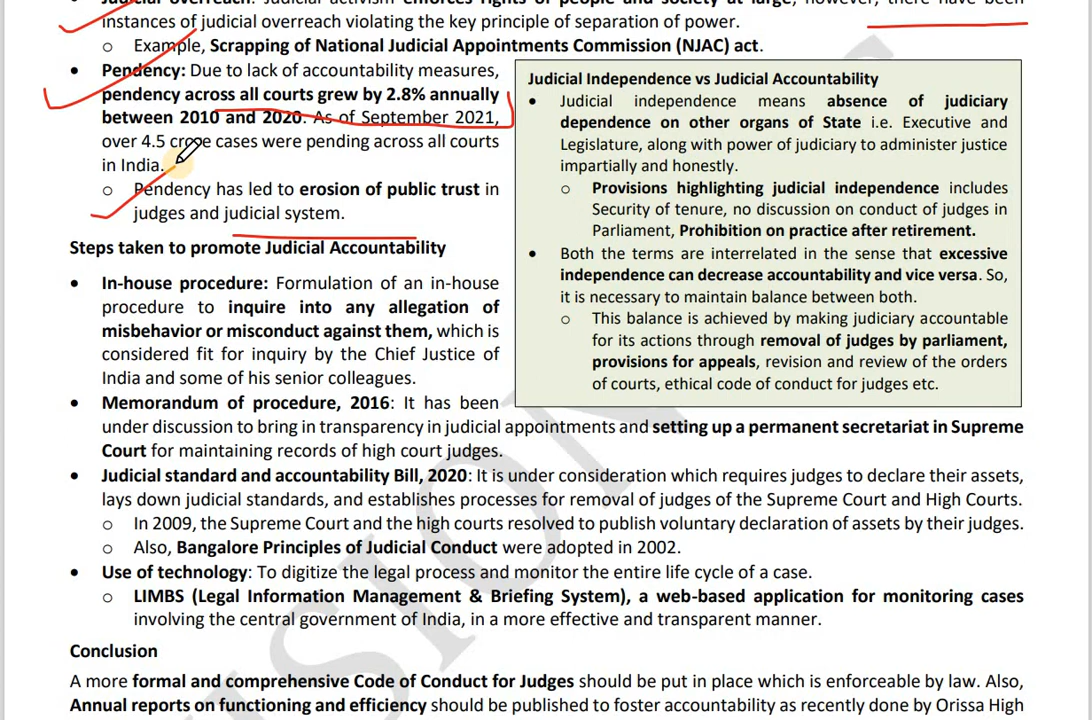 Judicial overreach: Judicial activism enforces rights of people and society at large, however, there have been
instances of judicial overreach violating the key principle of separation of power.
o Example, Scrapping of National Judicial Appointments Commission (NJAC) act.
• Pendency: Due to lack of accountability measures,
pendency across all courts grew by 2.8% annually
between 2010 and 2020. As of September 2021,
over 4.5 crore cases were pending across all courts
in India.
o Pendency has led to erosion of public trust in
judges and judicial system.
Steps taken to promote Judicial Accountability
• In-house procedure: Formulation of an in-house
procedure to inquire into any allegation of
misbehavior or misconduct against them, which is
considered fit for inquiry by the Chief Justice of
India and some of his senior colleagues.
• Memorandum of procedure, 2016: It has been
under discussion to bring in transparency in judicial appointments and setting up a permanent secretariat in Supreme
Court for maintaining records of high court judges.
• Judicial standard and accountability Bill, 2020: It is under consideration which requires judges to declare their assets,
lays down judicial standards, and establishes processes for removal of judges of the Supreme Court and High Courts.
o In 2009, the Supreme Court and the high courts resolved to publish voluntary declaration of assets by their judges.
o Also, Bangalore Principles of Judicial Conduct were adopted in 2002.
• Use of technology: To digitize the legal process and monitor the entire life cycle of a case.
o LIMBS (Legal Information Management & Briefing System), a web-based application for monitoring cases
involving the central government of India, in a more effective and transparent manner.
Conclusion
A more formal and comprehensive Code of Conduct for Judges should be put in place which is enforceable by law. Also,
Annual reports on functioning and efficiency should be published to foster accountability as recently done by Orissa High
Judicial Independence vs Judicial Accountability
• Judicial independence means absence of judiciary
dependence on other organs of State i.e. Executive and
Legislature, along with power of judiciary to administer justice
impartially and honestly.
o Provisions highlighting judicial independence includes
Security of tenure, no discussion on conduct of judges in
Parliament, Prohibition on practice after retirement.
• Both the terms are interrelated in the sense that excessive
independence can decrease accountability and vice versa. So,
it is necessary to maintain balance between both.
o This balance is achieved by making judiciary accountable
for its actions through removal of judges by parliament,
provisions for appeals, revision and review of the orders
of courts, ethical code of conduct for judges etc.